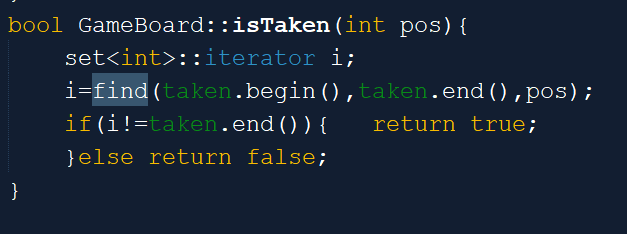 bool GameBoard::isTaken(int pos){
    set<int>::iterator i;
    i=find(taken.begin(),taken.end(),pos);
    if(i!=taken.end()){   return true;
    }else return false;
}